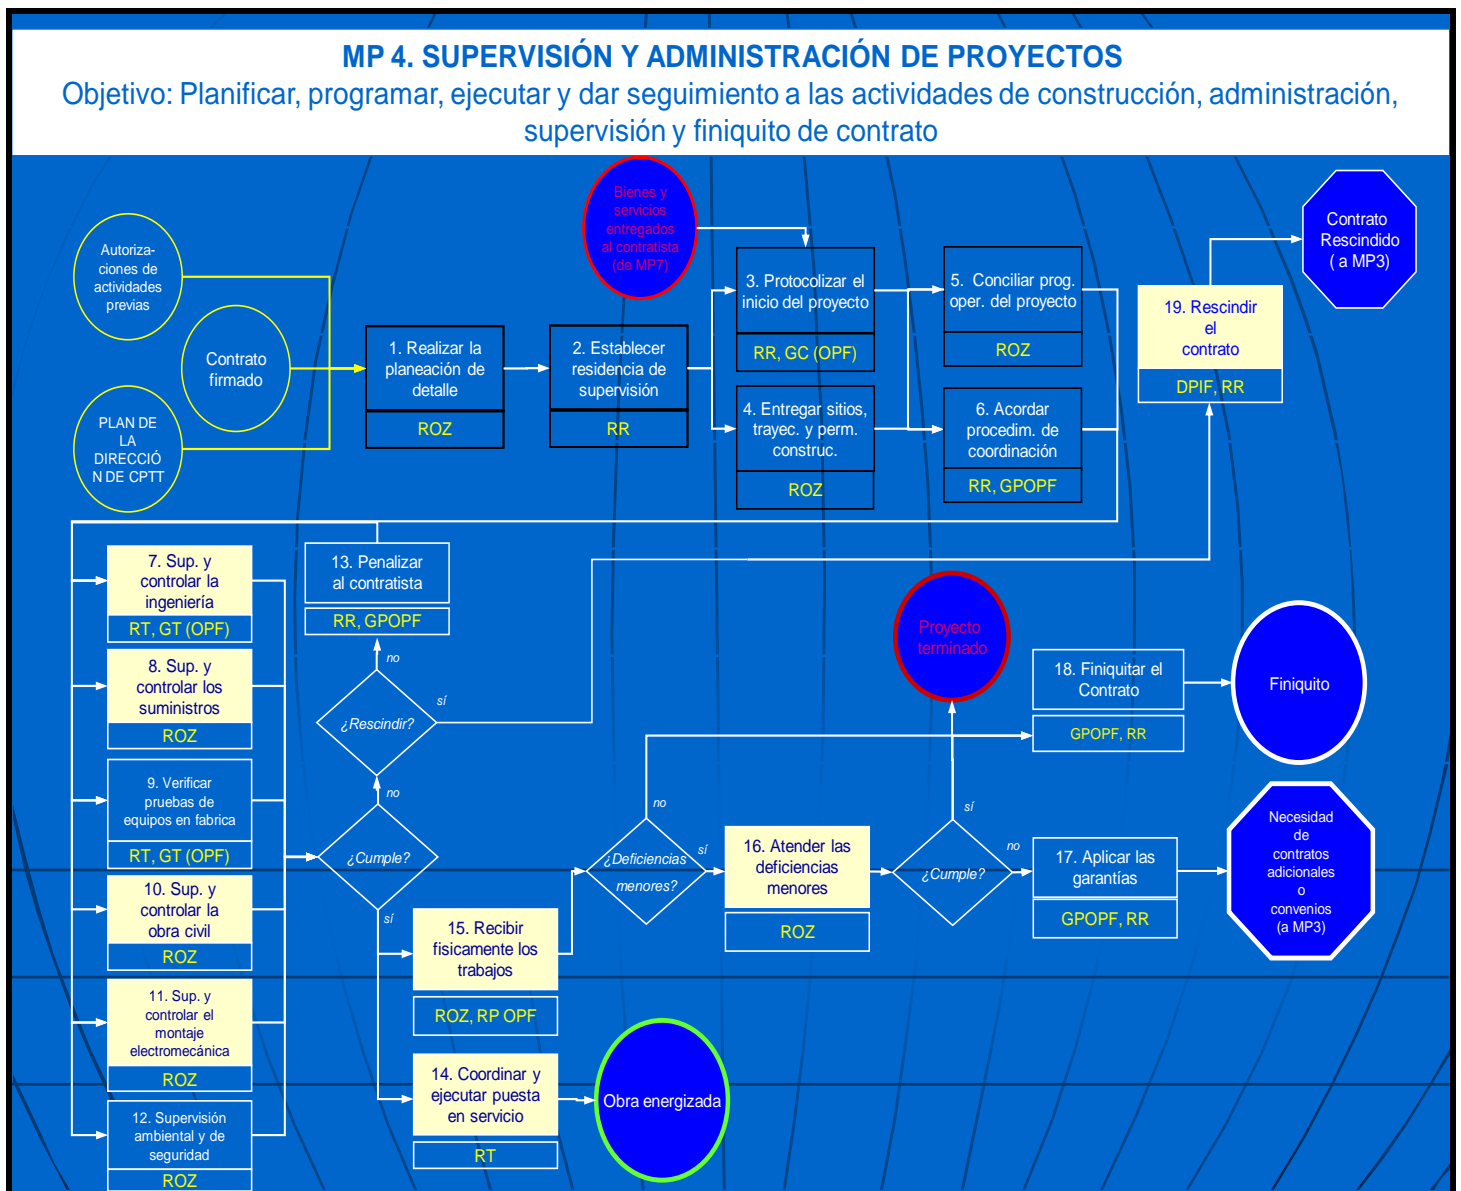 MP 4. SUPERVISIÓN Y ADMINISTRACIÓN DE PROYECTOS
Objetivo: Planificar, programar, ejecutar y dar seguimiento a las actividades de construcción, administración,
supervisión y finiquito de contrato
Autoriza-
ciones de
actividades
previas
Contrato
firmado
PLAN DE
LA
DIRECCIÓ
N DE CPTT
1. Realizar la
planeación de
detalle
ROZ
2. Establecer
residencia de
supervisión
RR
Bienes y
servicios
entregados
al contratista
(de MP7)
3. Protocolizar el
inicio del proyecto
RR, GC (OPF)
4. Entregar sitios,
trayec. y perm.
construc.
ROZ
5. Conciliar prog.
oper. del proyecto
ROZ
6. Acordar
procedim. de
coordinación
RR, GPOPF
19. Rescindir
el
contrato
DPIF, RR
Contrato
Rescindido
( a MP3)
7. Sup. y
controlar la
ingeniería
RT, GT (OPF)
8. Sup. y
controlar los
suministros
ROZ
9. Verificar
pruebas de
equipos en fabrica
RT, GT (OPF)
10. Sup. y
controlar la
obra civil
ROZ
11. Sup. y
controlar el
montaje
electromecánica
ROZ
12. Supervisión
ambiental y de
seguridad
ROZ
13. Penalizar
al contratista
RR, GPOPF
no
¿Rescindir?
sí
no
¿Cumple?
sí
15. Recibir
fisicamente los
trabajos
ROZ, RP OPF
14. Coordinar y
ejecutar puesta
en servicio
RT
Obra energizada
no
¿Deficiencias
menores?
sí
16. Atender las
deficiencias
menores
ROZ
Proyecto
terminado
sí
¿Cumple?
no
18. Finiquitar el
Contrato
GPOPF, RR
Finiquito
17. Aplicar las
garantías
GPOPF, RR
Necesidad
de
contratos
adicionales
o
convenios
(a MP3)